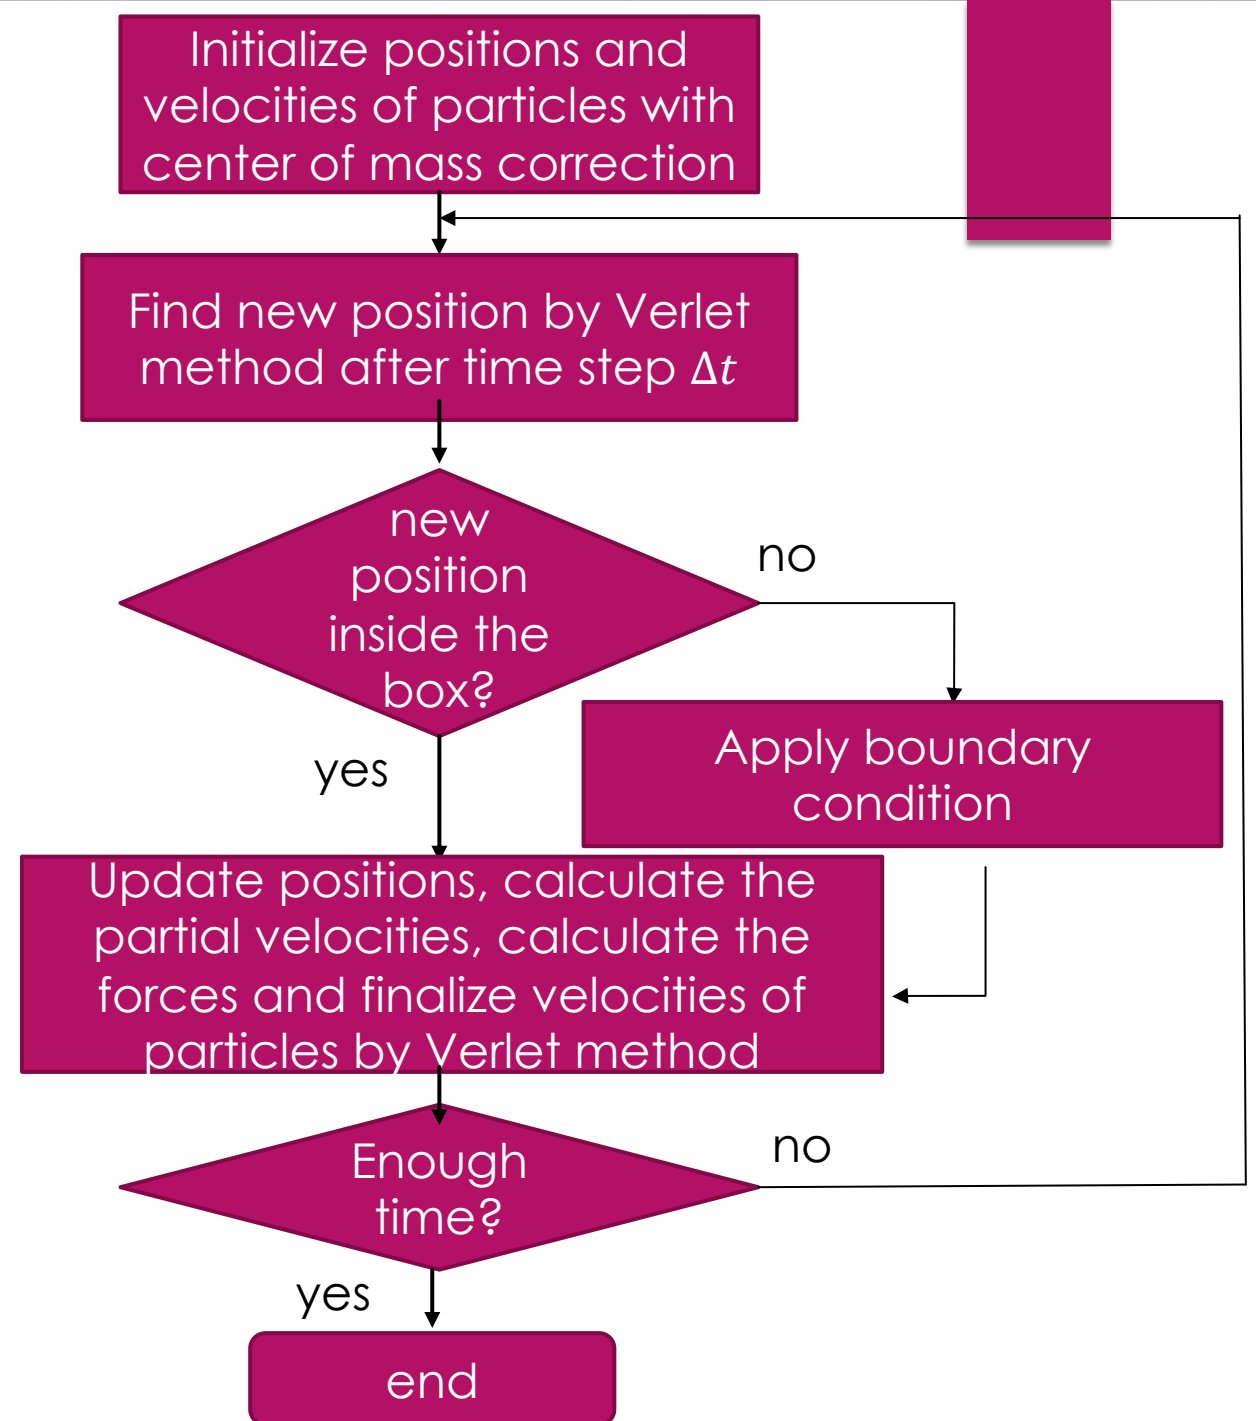 Initialize positions and
velocities of particles with
center of mass correction
Find new position by Verlet
method after time step Δ𝑡
new
position
inside the
box?
no
yes
Apply boundary
condition
Update positions, calculate the
partial velocities, calculate the
forces and finalize velocities of
particles by Verlet method
Enough
time?
no
yes
end